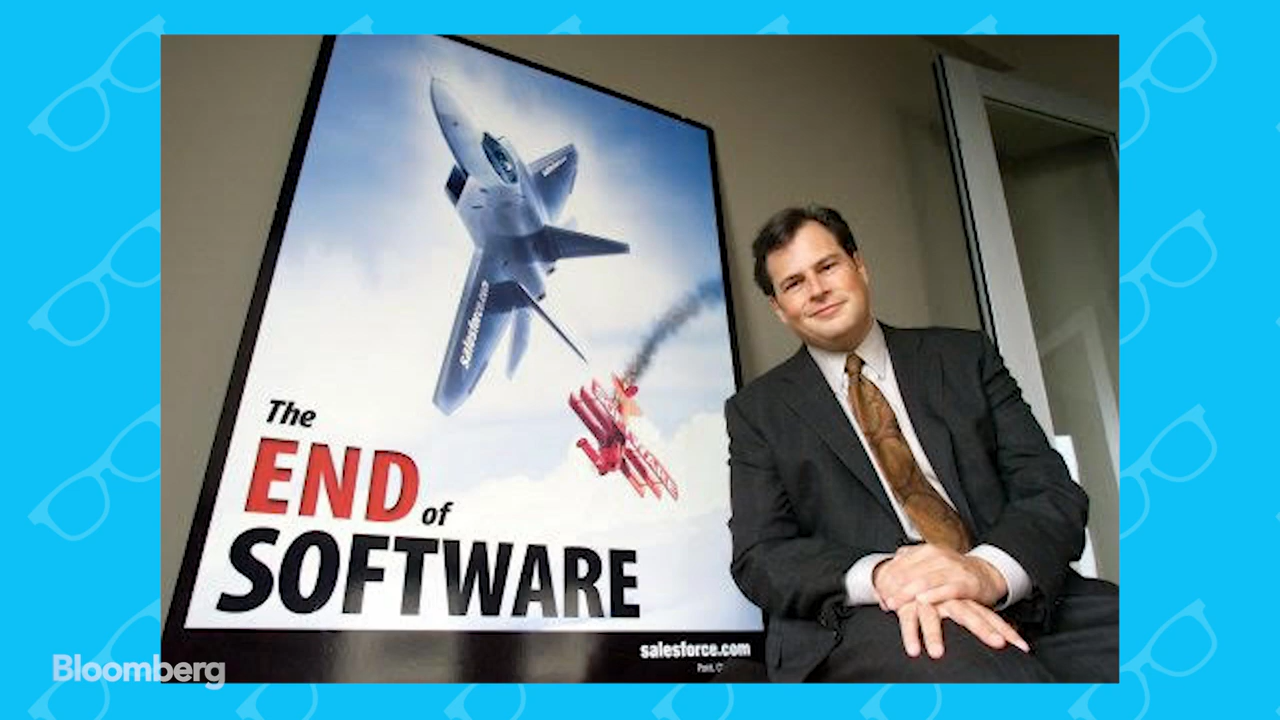 salesforce.com
The
END of
SOFTWARE
salesforce.com
Bloomberg